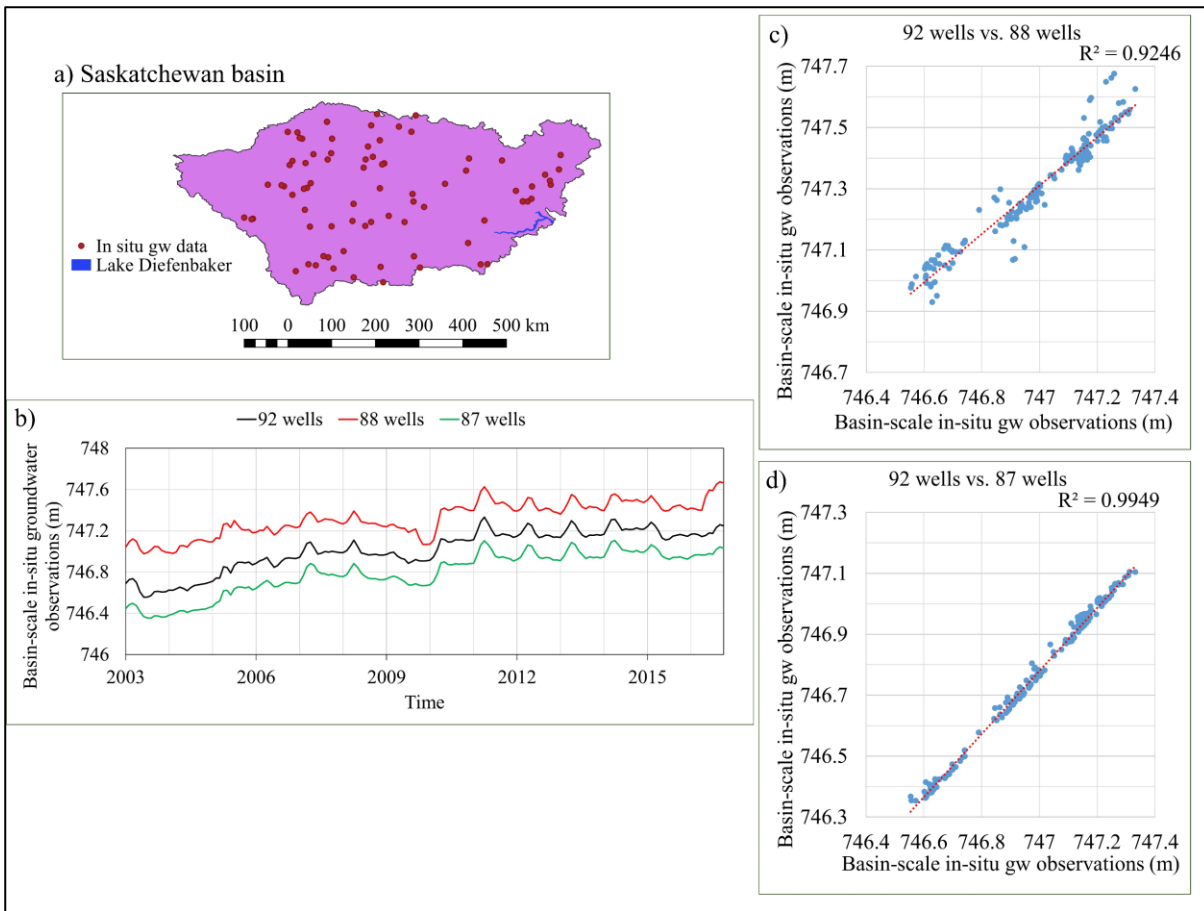 a) Saskatchewan basin
In situ gw data
Lake Diefenbaker
100 0 100 200 300 400 500 km
b)
92 wells 88 wells 87 wells
Basin-scale in-situ groundwater
observations (m)
748
747.6
747.2
746.8
746.4
746
2003 2006 2009 2012 2015
Time
c)
92 wells vs. 88 wells
R² = 0.9246
Basin-scale in-situ gw observations (m)
747.7
747.5
747.3
747.1
746.9
746.7
746.4 746.6 746.8 747 747.2 747.4
Basin-scale in-situ gw observations (m)
d)
92 wells vs. 87 wells
R² = 0.9949
Basin-scale in-situ gw observations (m)
747.3
747.1
746.9
746.7
746.5
746.3
746.4 746.6 746.8 747 747.2 747.4
Basin-scale in-situ gw observations (m)